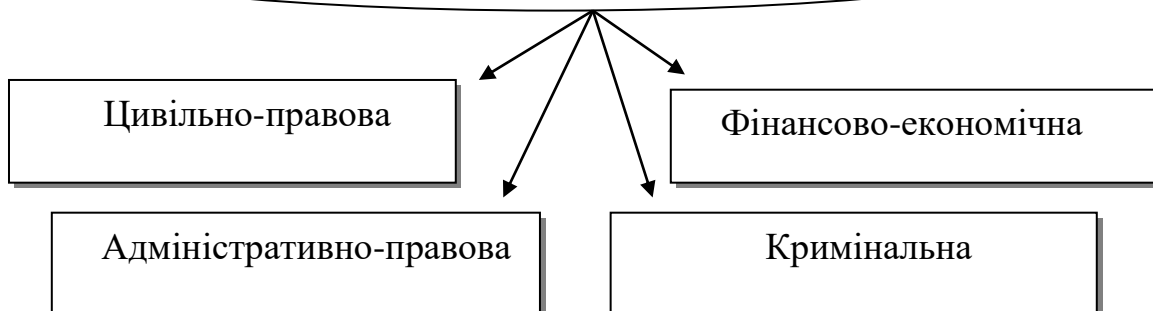 Цивільно-правова
Фінансово-економічна
Адміністративно-правова
Кримінальна